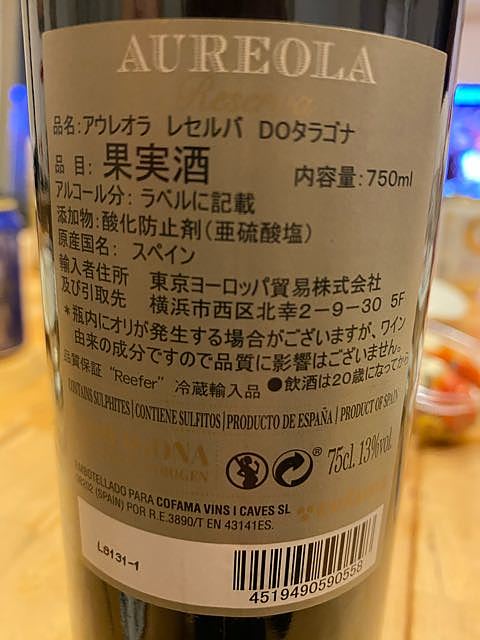 AUREOLA
Reserva
品名：アウレオラ レセルバ DOタラゴナ
品 目：果実酒 内容量：750ml
アルコール分：ラベルに記載
添加物：酸化防止剤（亜硫酸塩）
原産国名： スペイン
輸入者住所 東京ヨーロッパ貿易株式会社
及び引取先 横浜市西区北幸2－9－30 5F
＊瓶内にオリが発生する場合がございますが、ワイン
由来の成分ですので品質に影響はございません。
品質保証 "Reefer" 冷蔵輸入品 ●飲酒は20歳になってから
CONTAINS SULPHITES | CONTIENE SULFITOS | PRODUCTO DE ESPAÑA | PRODUCT OF SPAIN
75cl. 13%vol.
EMBOTELLADO PARA COFAMA VINS I CAVES SL
08202 (SPAIN) POR R.E.3890/T EN 43141ES.
L8131-1
4519490590558